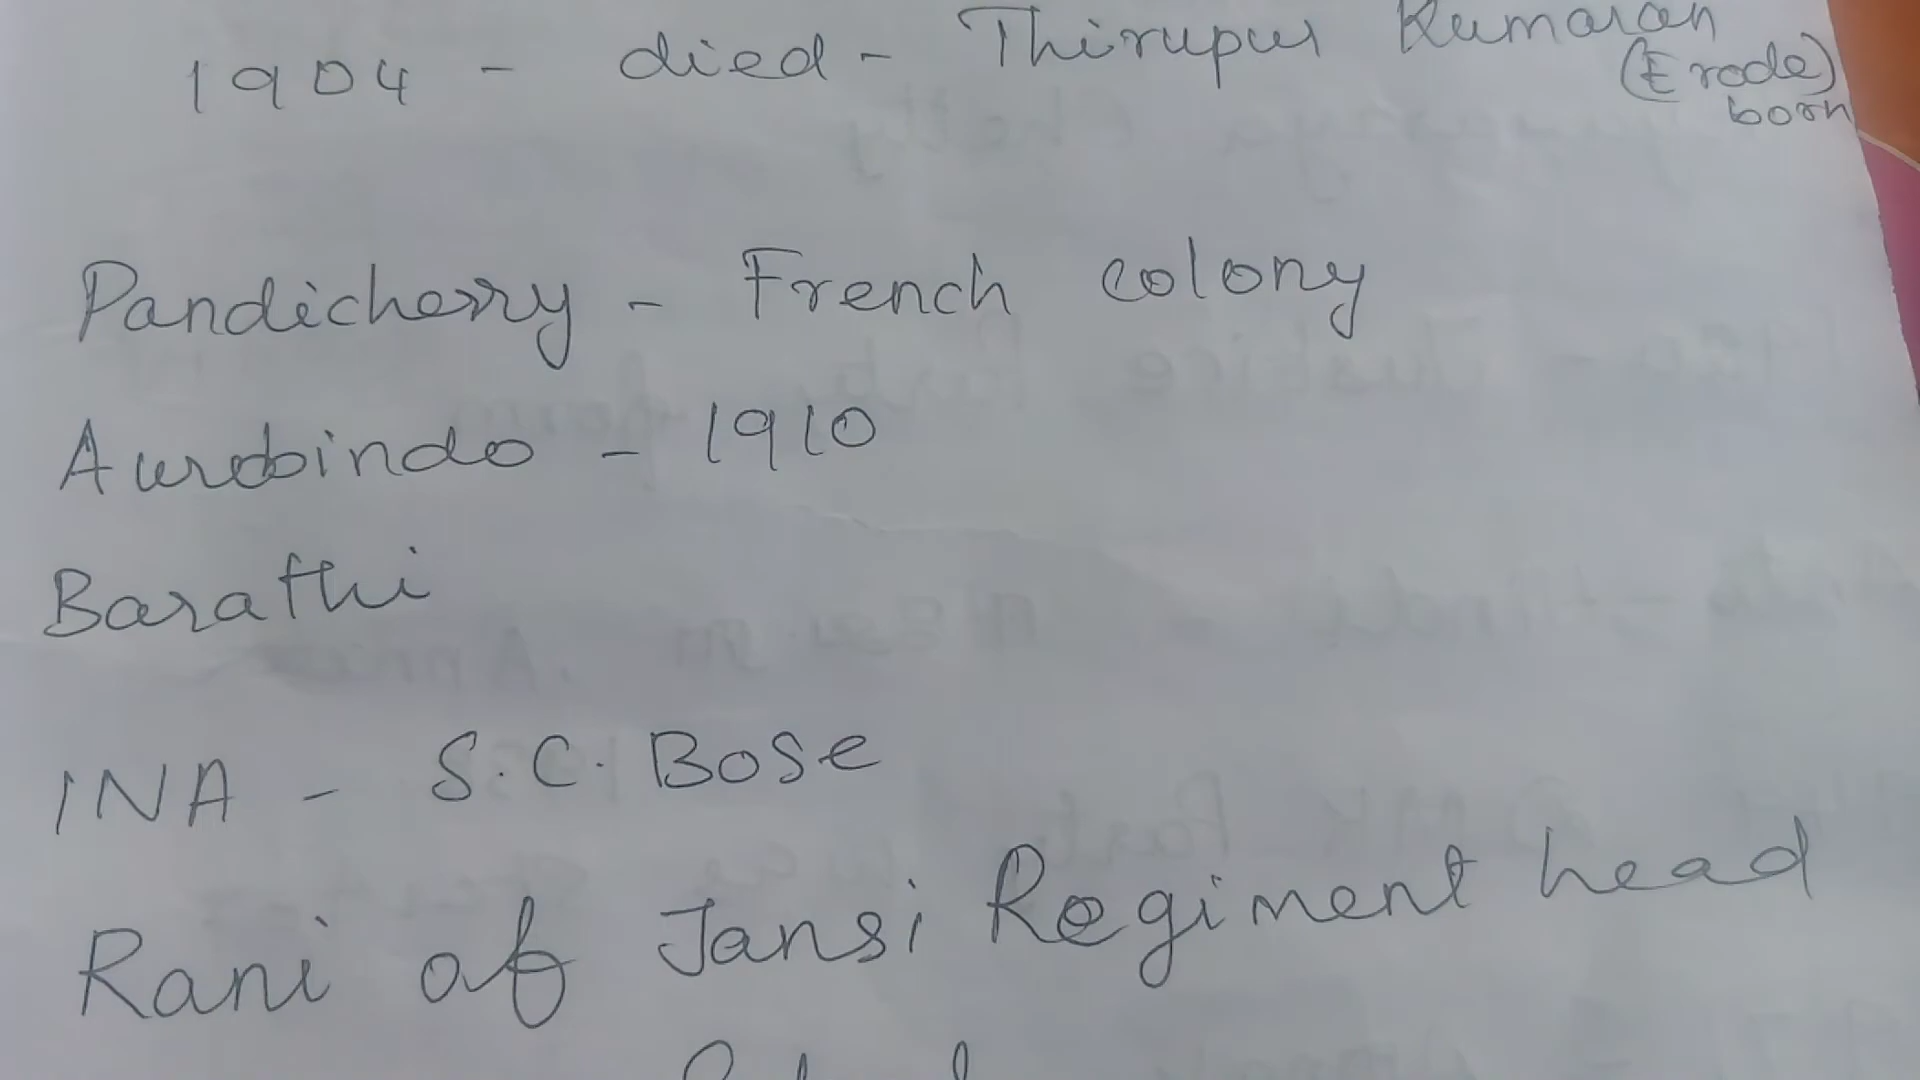 1904 - died - Thirupur Kumaran
(Erode)
born
Pandicherry - French colony
Aurobindo - 1910
Barathi
INA - S.C. Bose
Rani of Jansi Regiment head